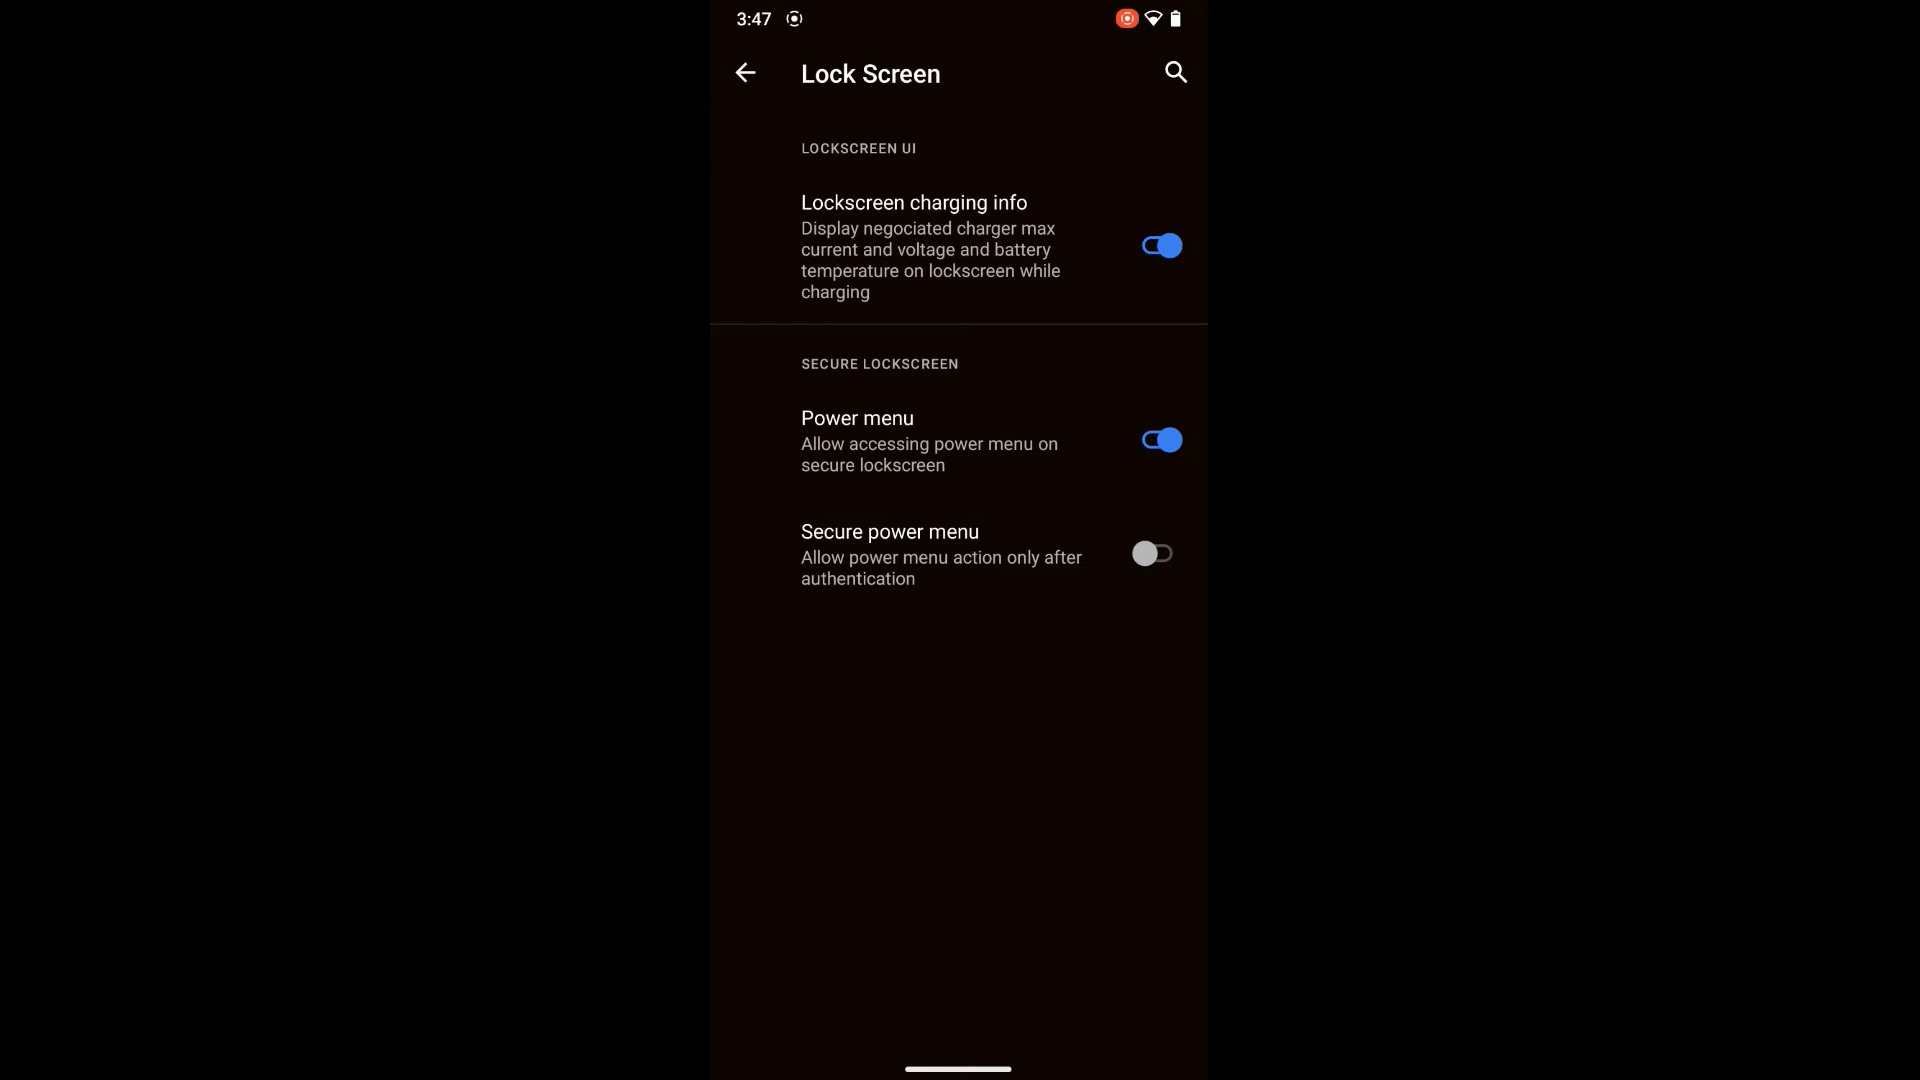 3:47
Lock Screen
LOCKSCREEN UI
Lockscreen charging info
Display negociated charger max
current and voltage and battery
temperature on lockscreen while
charging
SECURE LOCKSCREEN
Power menu
Allow accessing power menu on
secure lockscreen
Secure power menu
Allow power menu action only after
authentication